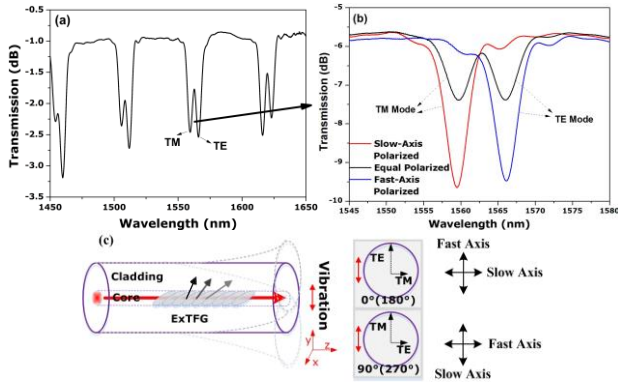 (a)
Transmission (dB)
-0.5
-1.0
-1.5
-2.0
-2.5
-3.0
-3.5
TM
TE
1450
1500
1550
1600
1650
Wavelength (nm)
(b)
Transmission (dB)
-5
-6
-7
-8
-9
-10
TM Mode
TE Mode
Slow-Axis
Polarized
Equal Polarized
Fast-Axis
Polarized
1545
1550
1555
1560
1565
1570
1575
1580
Wavelength (nm)
(c)
Cladding
Core
ExTFG
Vibration
y
z
x
TE
TM
0°(180°)
Fast Axis
Slow Axis
TM
TE
90°(270°)
Fast Axis
Slow Axis